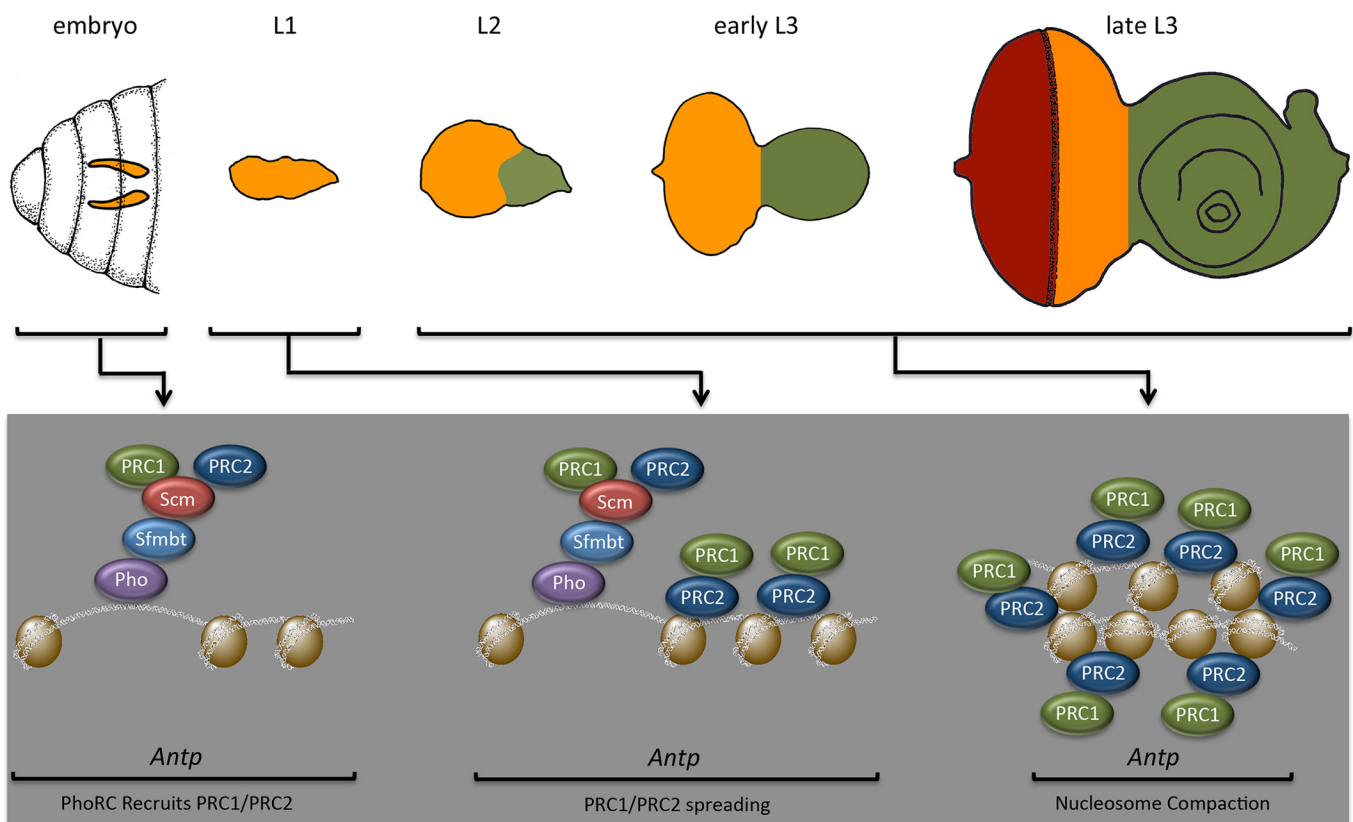 embryo
L1
L2
early L3
late L3
PRC1
PRC2
Scm
Sfmbt
Pho
Antp
PhoRC Recruits PRC1/PRC2
PRC1
PRC2
Scm
Sfmbt
Pho
PRC1
PRC1
PRC2
PRC2
Antp
PRC1/PRC2 spreading
PRC1
PRC1
PRC2
PRC2
PRC1
PRC1
PRC2
PRC2
PRC2
PRC2
PRC1
PRC1
Antp
Nucleosome Compaction